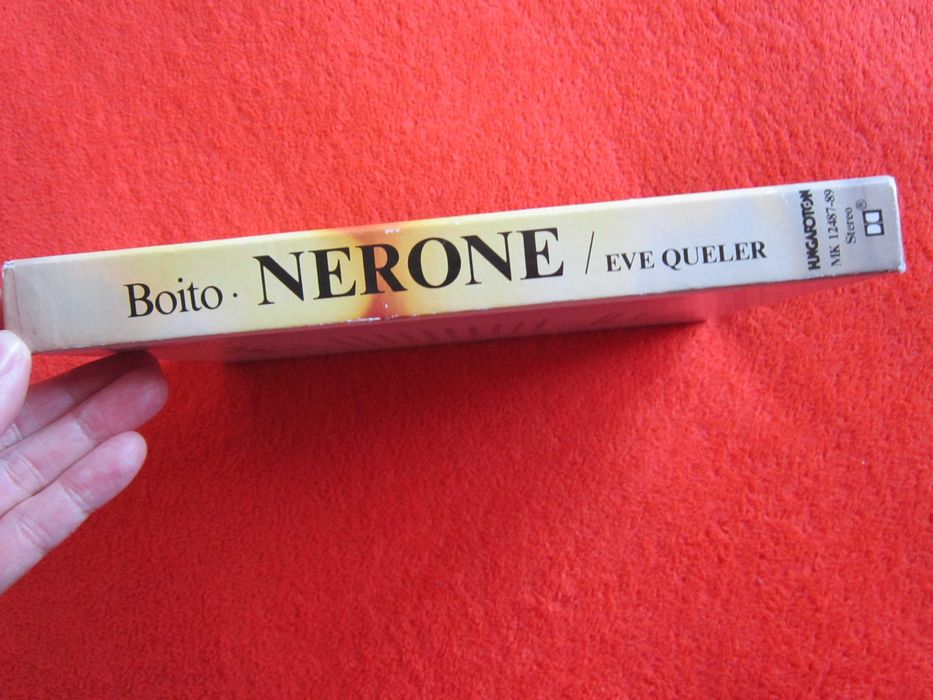 Boito · NERONE / EVE QUELER
HUNGAROTON
MK 12487-89
Stereo
®